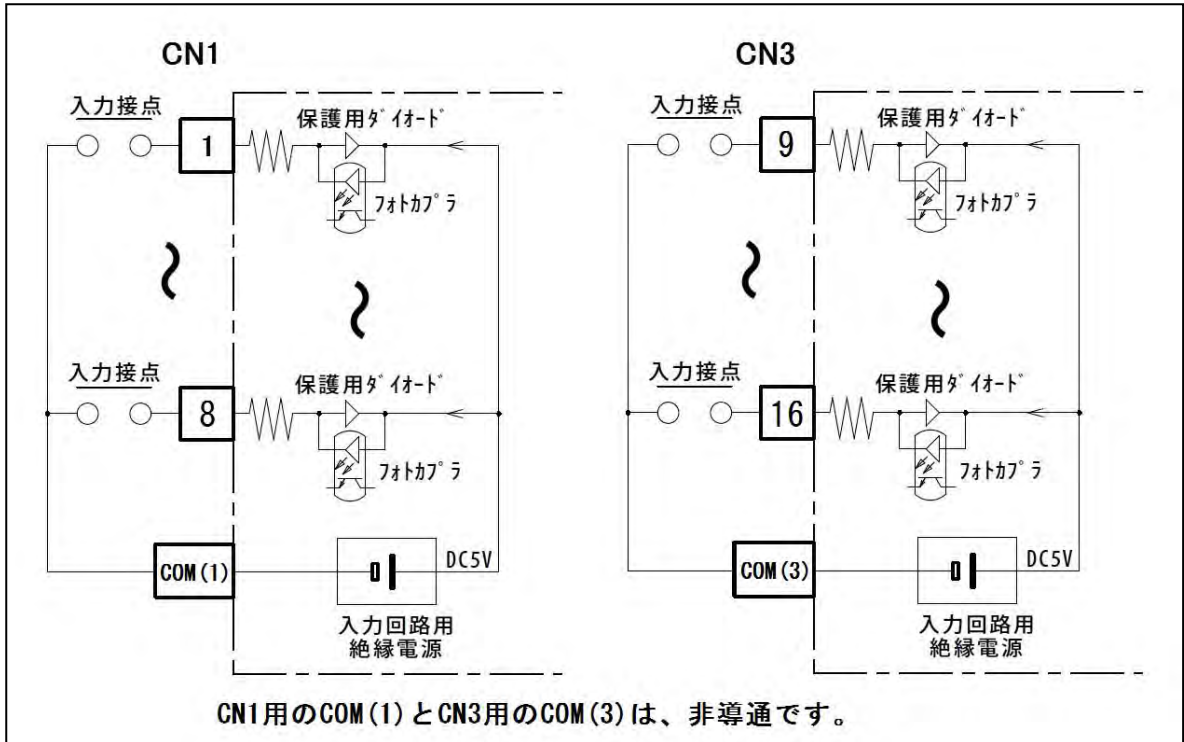 CN1
入力接点
1
保護用ﾀﾞｲｵｰﾄﾞ
ﾌｫﾄｶﾌﾟﾗ
入力接点
8
保護用ﾀﾞｲｵｰﾄﾞ
ﾌｫﾄｶﾌﾟﾗ
COM(1)
DC5V
入力回路用
絶縁電源
CN3
入力接点
9
保護用ﾀﾞｲｵｰﾄﾞ
ﾌｫﾄｶﾌﾟﾗ
入力接点
16
保護用ﾀﾞｲｵｰﾄﾞ
ﾌｫﾄｶﾌﾟﾗ
COM(3)
DC5V
入力回路用
絶縁電源
CN1用のCOM(1)とCN3用のCOM(3)は、非導通です。